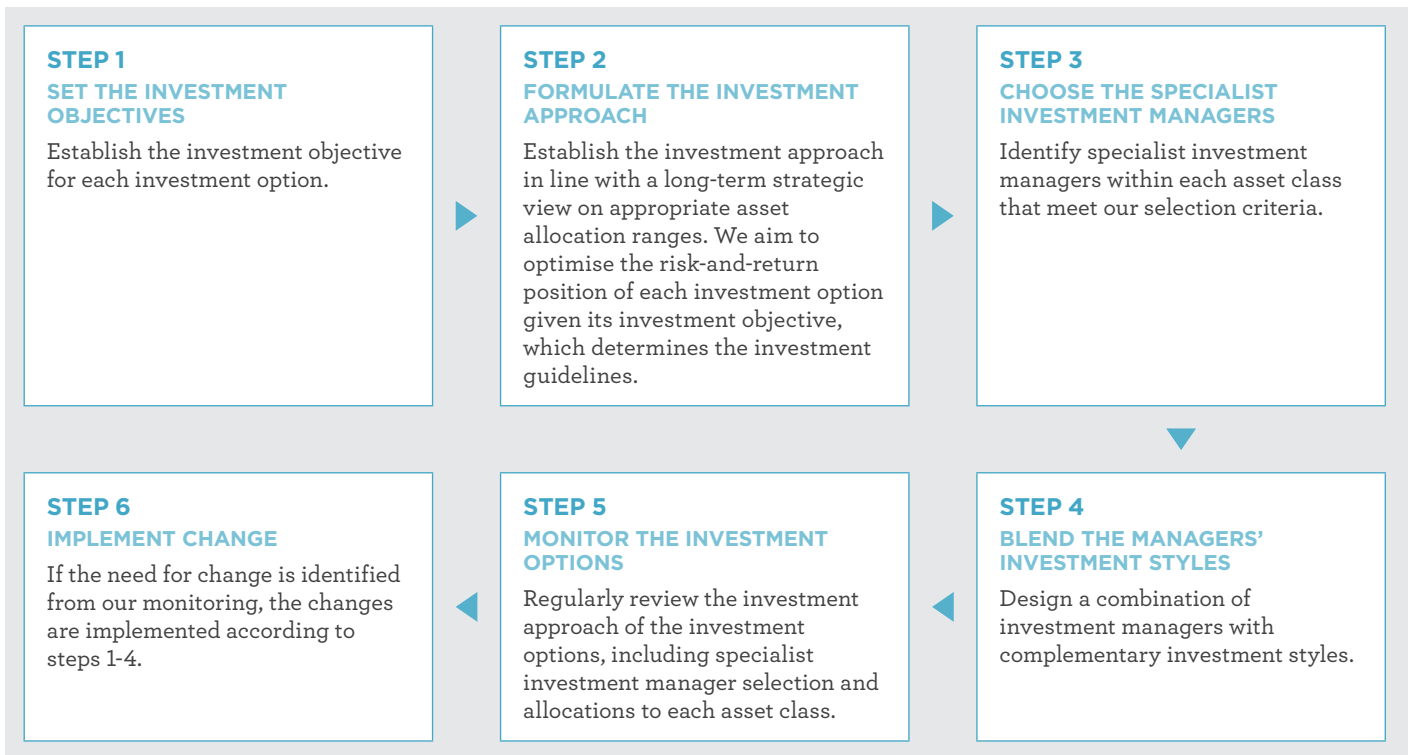 STEP 1
SET THE INVESTMENT
OBJECTIVES
Establish the investment objective
for each investment option.
STEP 2
FORMULATE THE INVESTMENT
APPROACH
Establish the investment approach
in line with a long-term strategic
view on appropriate asset
allocation ranges. We aim to
optimise the risk-and-return
position of each investment option
given its investment objective,
which determines the investment
guidelines.
STEP 3
CHOOSE THE SPECIALIST
INVESTMENT MANAGERS
Identify specialist investment
managers within each asset class
that meet our selection criteria.
STEP 4
BLEND THE MANAGERS’
INVESTMENT STYLES
Design a combination of
investment managers with
complementary investment styles.
STEP 5
MONITOR THE INVESTMENT
OPTIONS
Regularly review the investment
approach of the investment
options, including specialist
investment manager selection and
allocations to each asset class.
STEP 6
IMPLEMENT CHANGE
If the need for change is identified
from our monitoring, the changes
are implemented according to
steps 1-4.